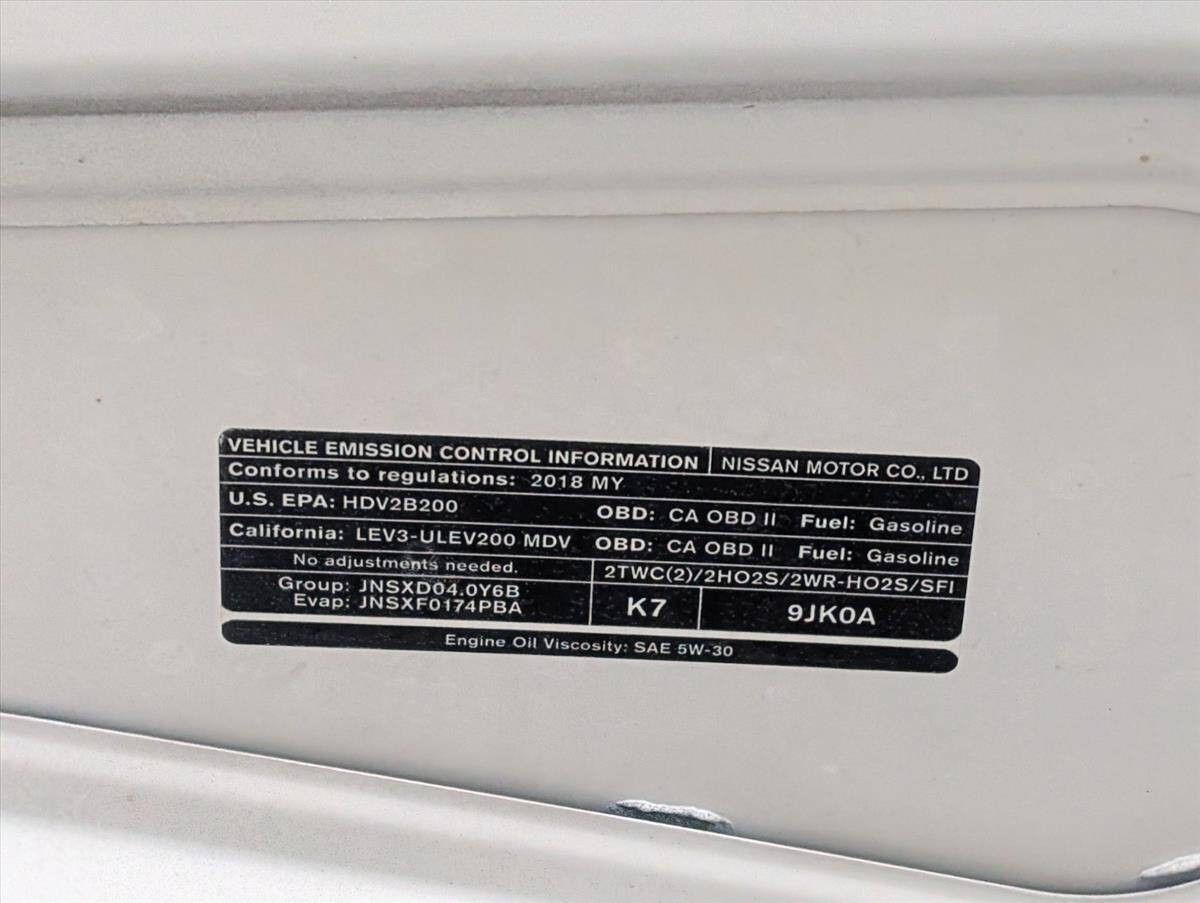 VEHICLE EMISSION CONTROL INFORMATION NISSAN MOTOR CO., LTD
Conforms to regulations: 2018 MY
U.S. EPA: HDV2B200 OBD: CA OBD II Fuel: Gasoline
California: LEV3-ULEV200 MDV OBD: CA OBD II Fuel: Gasoline
No adjustments needed. 2TWC(2)/2HO2S/2WR-HO2S/SFI
Group: JNSXD04.0Y6B
Evap: JNSXF0174PBA K7 9JK0A
Engine Oil Viscosity: SAE 5W-30